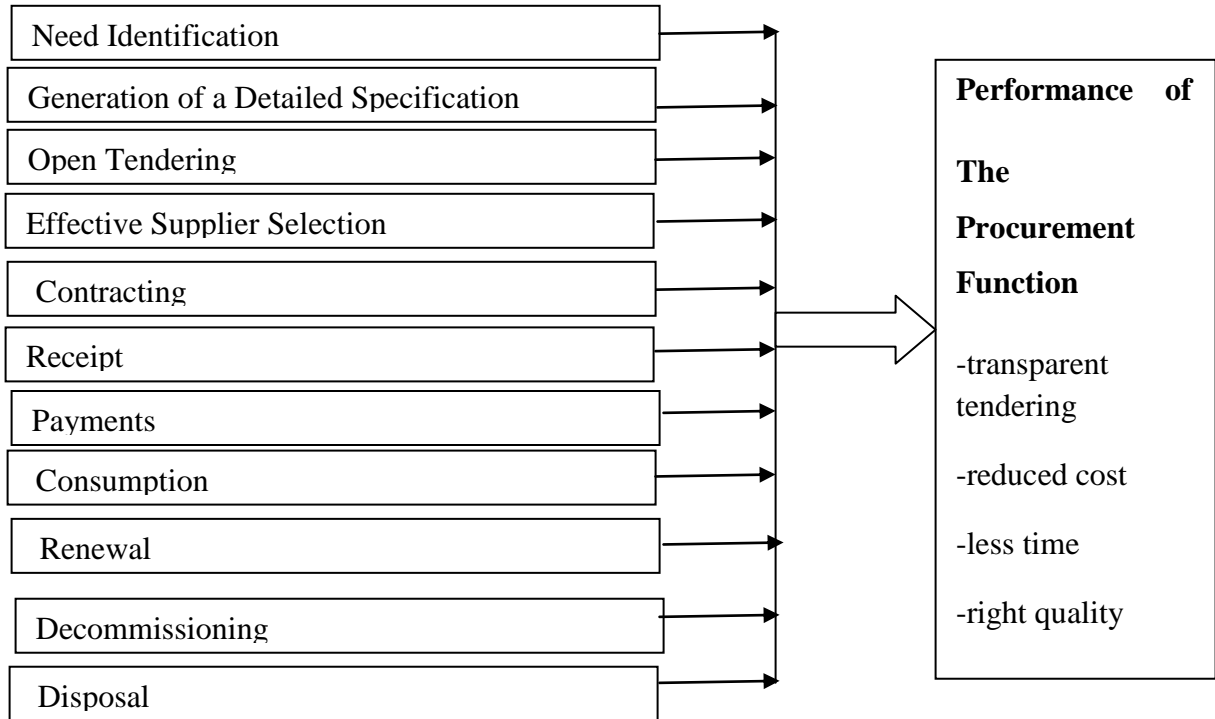 Need Identification
Generation of a Detailed Specification
Open Tendering
Effective Supplier Selection
Contracting
Receipt
Payments
Consumption
Renewal
Decommissioning
Disposal
Performance of
The
Procurement
Function
-transparent
tendering
-reduced cost
-less time
-right quality